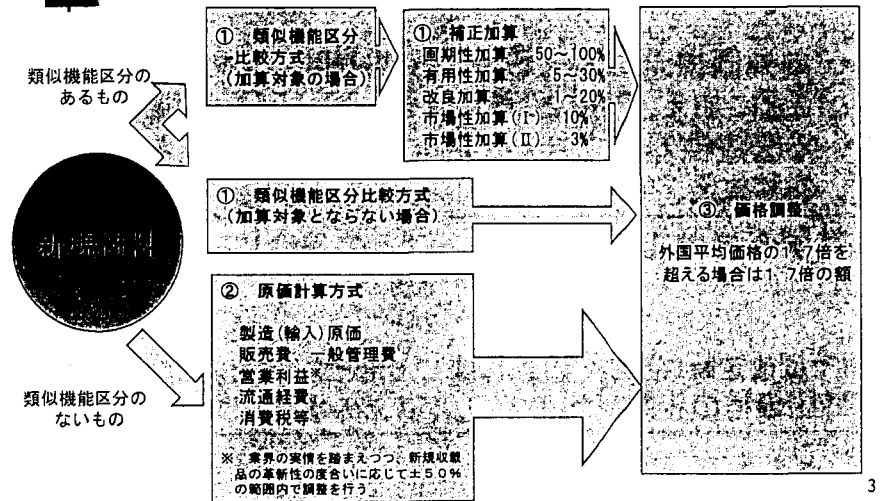 類似機能区分の
あるもの
① 類似機能区分
比較方式
(加算対象の場合)
① 補正加算
画期性加算 50～100%
有用性加算 5～30%
改良加算 1～20%
市場性加算(Ⅰ) 10%
市場性加算(Ⅱ) 3%
① 類似機能区分比較方式
(加算対象とならない場合)
類似機能区分の
ないもの
② 原価計算方式
製造(輸入)原価
販売費、一般管理費
営業利益※
流通経費
消費税等
※ 業界の実情を踏まえつつ、新規収載
品の革新性の度合いに応じて±50%
の範囲内で調整を行う。
③ 価格調整
外国平均価格の1.7倍を
超える場合は1.7倍の額
3